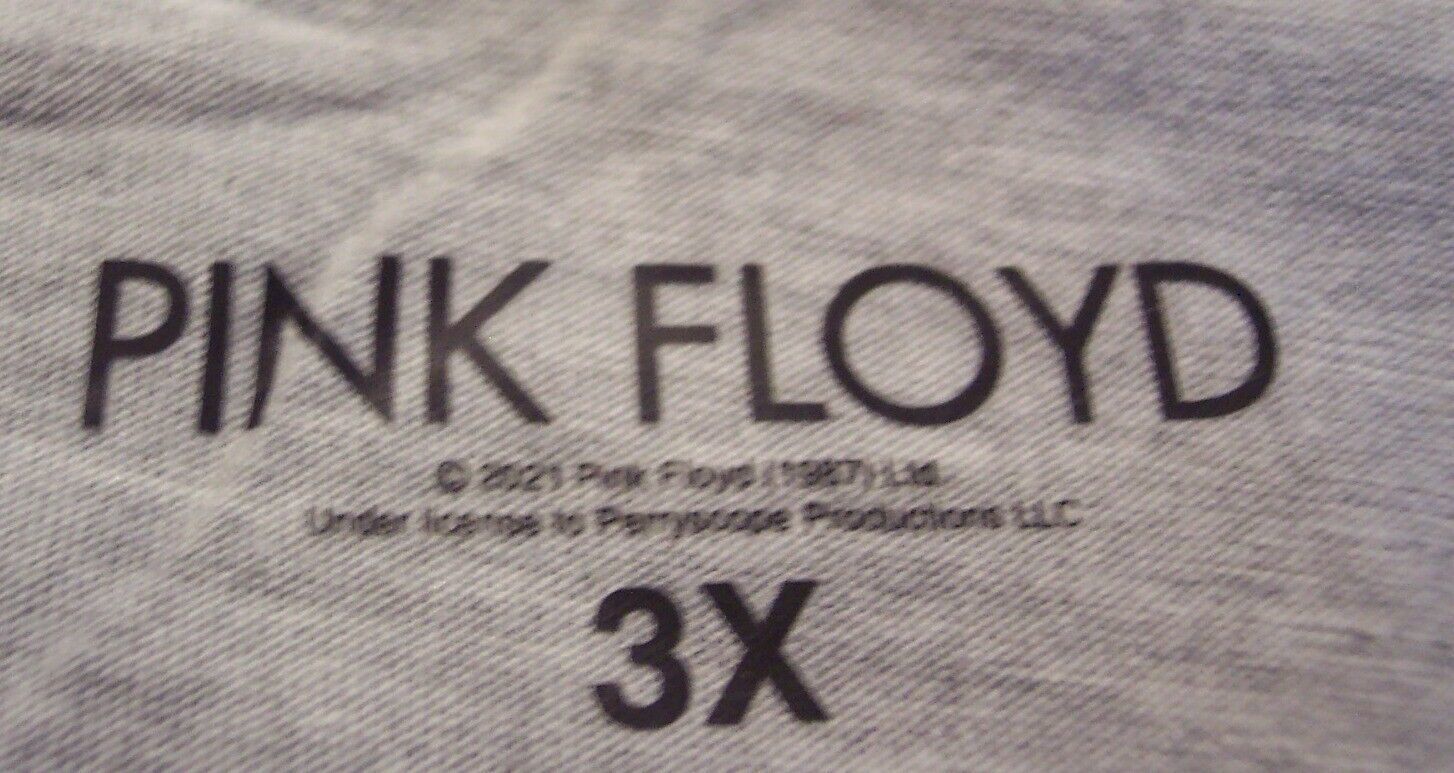 PINK FLOYD
© 2021 Pink Floyd (1987) Ltd.
Under license to Perryscope Productions LLC
3X